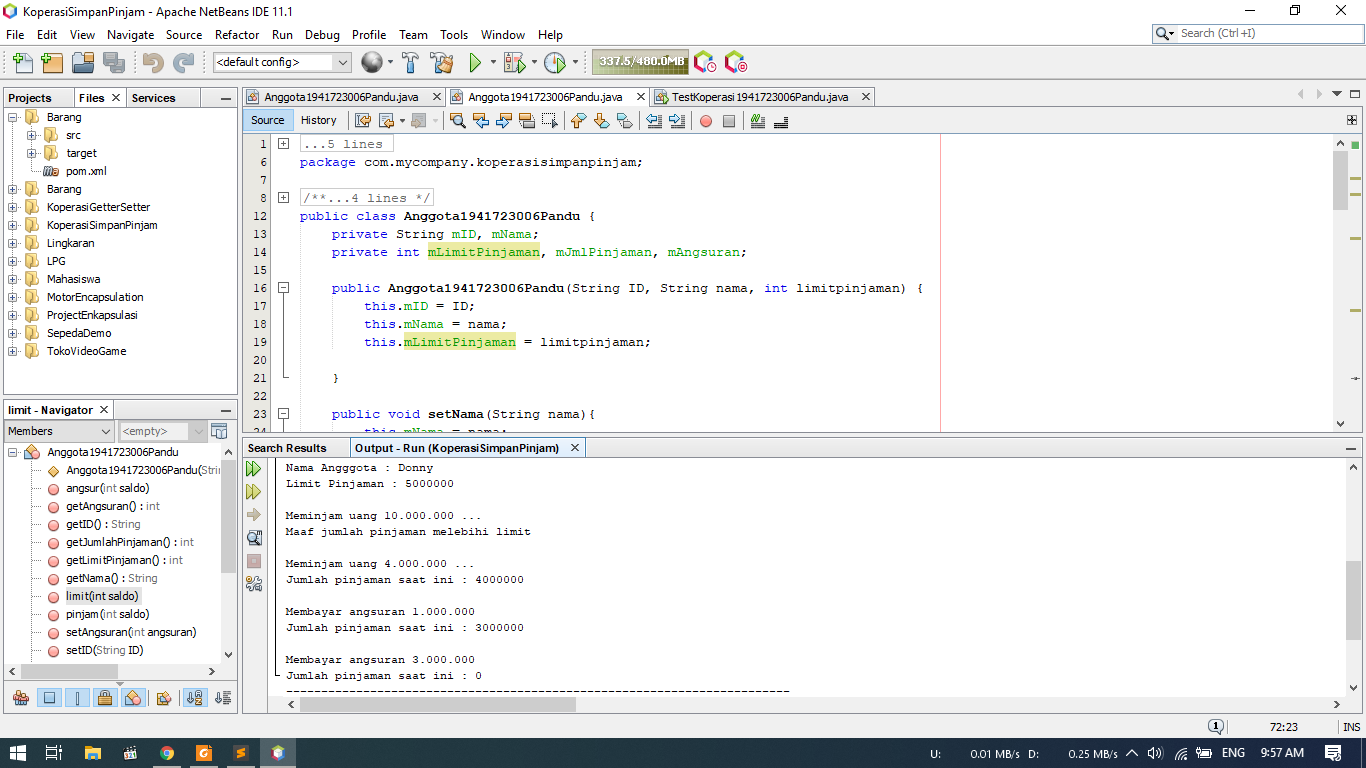 KoperasiSimpanPinjam - Apache NetBeans IDE 11.1
File Edit View Navigate Source Refactor Run Debug Profile Team Tools Window Help
Search (Ctrl+I)
<default config>
337.5/480.0MB
Projects Files Services
Barang
src
target
pom.xml
Barang
KoperasiGetterSetter
KoperasiSimpanPinjam
Lingkaran
LPG
Mahasiswa
MotorEncapsulation
ProjectEnkapsulasi
SepedaDemo
TokoVideoGame
limit - Navigator
Members
<empty>
Anggota1941723006Pandu
Anggota1941723006Pandu(Strin
angsur(int saldo)
getAngsuran() : int
getID() : String
getJumlahPinjaman() : int
getLimitPinjaman() : int
getNama() : String
limit(int saldo)
pinjam(int saldo)
setAngsuran(int angsuran)
setID(String ID)
Anggota1941723006Pandu.java
Anggota1941723006Pandu.java
TestKoperasi1941723006Pandu.java
Source History
1 ...5 lines
6 package com.mycompany.koperasisimpanpinjam;
7
8 /**...4 lines */
12 public class Anggota1941723006Pandu {
13 private String mID, mNama;
14 private int mLimitPinjaman, mJmlPinjaman, mAngsuran;
15
16 public Anggota1941723006Pandu(String ID, String nama, int limitpinjaman) {
17 this.mID = ID;
18 this.mNama = nama;
19 this.mLimitPinjaman = limitpinjaman;
20
21 }
22
23 public void setNama(String nama){
24 this.mNama = nama;
Search Results
Output - Run (KoperasiSimpanPinjam)
Nama Angggota : Donny
Limit Pinjaman : 5000000
Meminjam uang 10.000.000 ...
Maaf jumlah pinjaman melebihi limit
Meminjam uang 4.000.000 ...
Jumlah pinjaman saat ini : 4000000
Membayar angsuran 1.000.000
Jumlah pinjaman saat ini : 3000000
Membayar angsuran 3.000.000
Jumlah pinjaman saat ini : 0
------------------------------------------------------------------------
1
72:23
INS
U: 0.01 MB/s D: 0.25 MB/s
ENG
9:57 AM